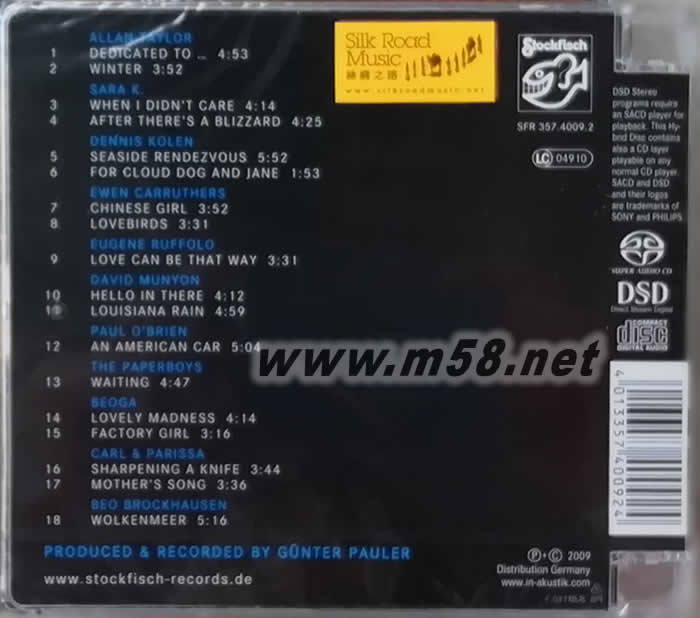 ALLAN TAYLOR
1 DEDICATED TO ... 4:53
2 WINTER 3:52
SARA K.
3 WHEN I DIDN'T CARE 4:14
4 AFTER THERE'S A BLIZZARD 4:25
DENNIS KOLEN
5 SEASIDE RENDEZVOUS 5:52
6 FOR CLOUD DOG AND JANE 1:53
EWEN CARRUTHERS
7 CHINESE GIRL 3:52
8 LOVEBIRDS 3:31
EUGENE RUFFOLO
9 LOVE CAN BE THAT WAY 3:31
DAVID MUNYON
10 HELLO IN THERE 4:12
11 LOUISIANA RAIN 4:59
PAUL O'BRIEN
12 AN AMERICAN CAR 5:04
THE PAPERBOYS
13 WAITING 4:47
BEOGA
14 LOVELY MADNESS 4:14
15 FACTORY GIRL 3:16
CARL & PARISSA
16 SHARPENING A KNIFE 3:44
17 MOTHER'S SONG 3:36
BEO BROCKHAUSEN
18 WOLKENMEER 5:16
PRODUCED & RECORDED BY GÜNTER PAULER
www.stockfisch-records.de
Silk Road
Music
絲綢之路
www.silkroadmusic.net
Stockfisch
SFR 357.4009.2
LC 04910
DSD Stereo
programs require
an SACD player for
playback. This Hy-
brid Disc contains
also a CD layer
playable on any
normal CD player.
SACD and DSD
and their logos
are trademarks of
SONY and PHILIPS
SUPER AUDIO CD
DSD
Direct Stream Digital
COMPACT
disc
DIGITAL AUDIO
www.m58.net
4013357400924
℗+© 2009
Distribution Germany
www.in-akustik.com